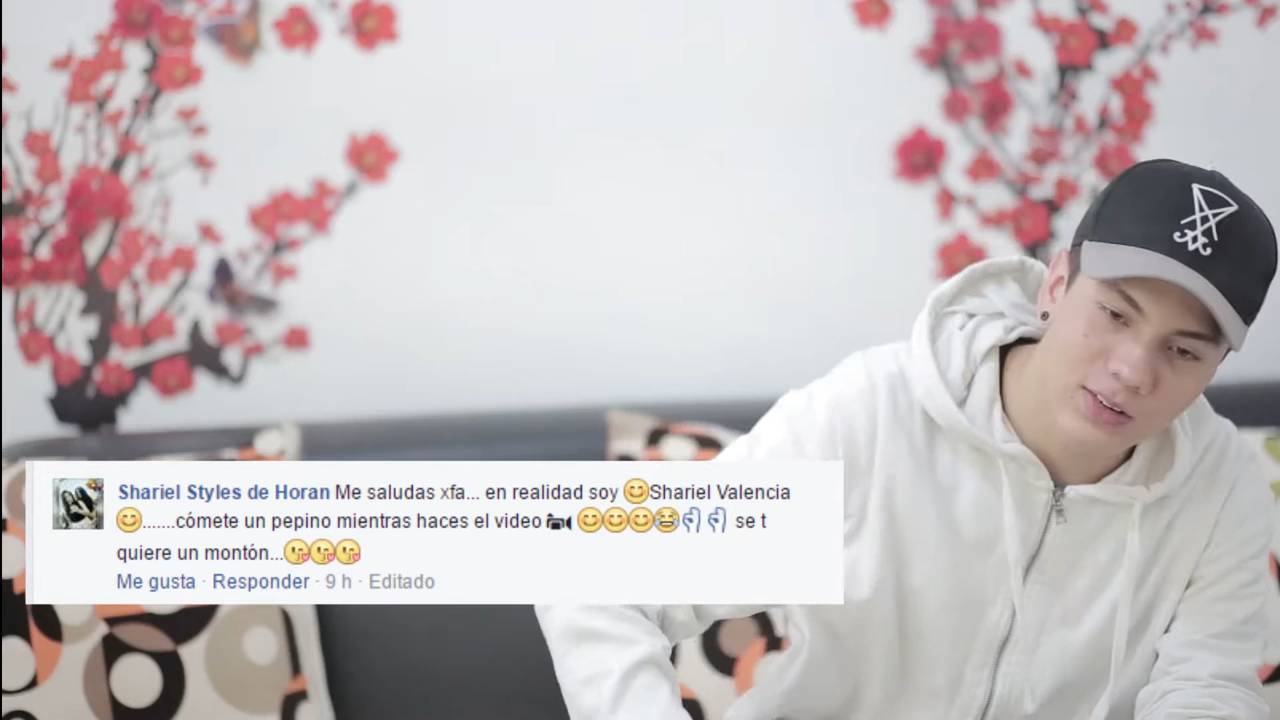 Shariel Styles de Horan Me saludas xfa... en realidad soy 😊Shariel Valencia
😊.......cómete un pepino mientras haces el video 📹 😊😊😊😂👌👌 se t
quiere un montón...😘😘😘
Me gusta · Responder · 9 h · Editado